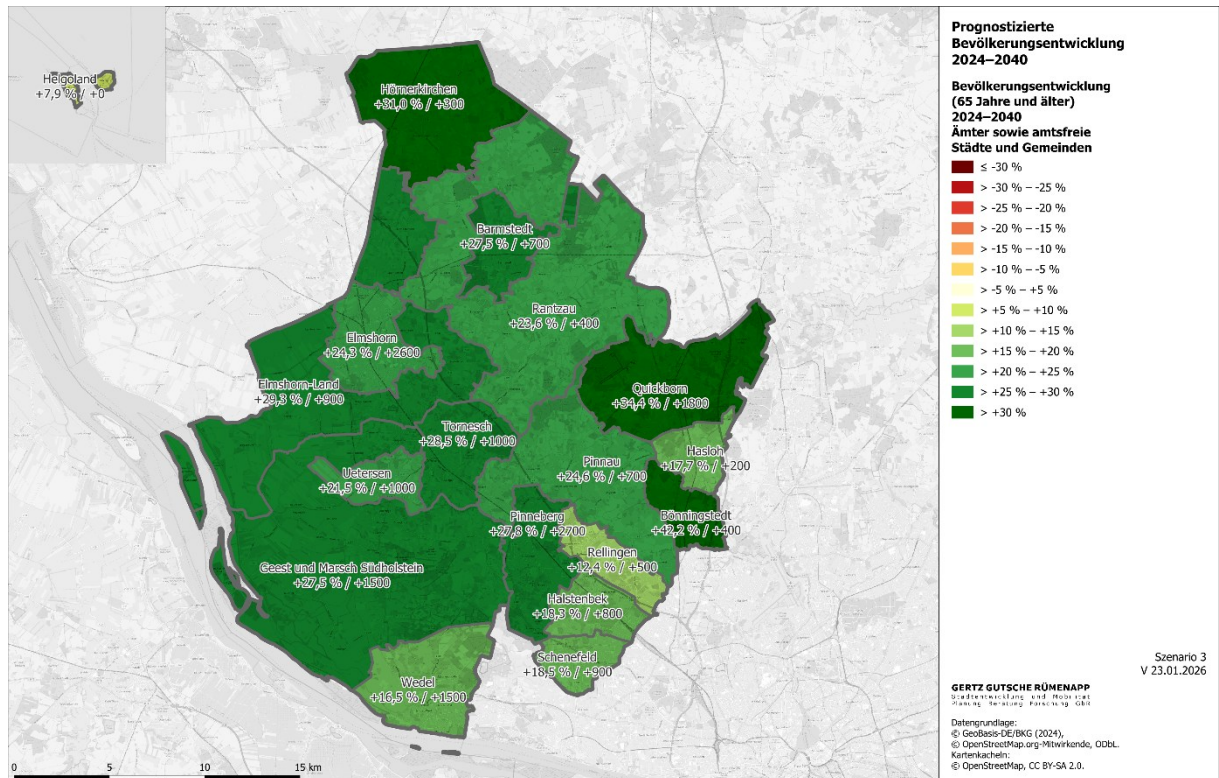 Helgoland
+7,9 % / +0
Hörnerkirchen
+31,0 % / +300
Barmstedt
+27,5 % / +700
Rantzau
+23,6 % / +400
Elmshorn
+24,3 % / +2600
Elmshorn-Land
+29,3 % / +900
Quickborn
+34,4 % / +1800
Tornesch
+28,5 % / +1000
Hasloh
+17,7 % / +200
Pinnau
+24,6 % / +700
Uetersen
+21,5 % / +1000
Pinneberg
+27,8 % / +2700
Bönningstedt
+42,2 % / +400
Rellingen
+12,4 % / +500
Geest und Marsch Südholstein
+27,5 % / +1500
Halstenbek
+18,3 % / +800
Schenefeld
+18,5 % / +900
Wedel
+16,5 % / +1500
0 5 10 15 km
Prognostizierte
Bevölkerungsentwicklung
2024–2040
Bevölkerungsentwicklung
(65 Jahre und älter)
2024–2040
Ämter sowie amtsfreie
Städte und Gemeinden
≤ -30 %
> -30 % – -25 %
> -25 % – -20 %
> -20 % – -15 %
> -15 % – -10 %
> -10 % – -5 %
> -5 % – +5 %
> +5 % – +10 %
> +10 % – +15 %
> +15 % – +20 %
> +20 % – +25 %
> +25 % – +30 %
> +30 %
Szenario 3
V 23.01.2026
GERTZ GUTSCHE RÜMENAPP
Stadtentwicklung und Mobilität
Planung Beratung Forschung GbR
Datengrundlage:
© GeoBasis-DE/BKG (2024),
© OpenStreetMap.org-Mitwirkende, ODbL.
Kartenkacheln:
© OpenStreetMap, CC BY-SA 2.0.